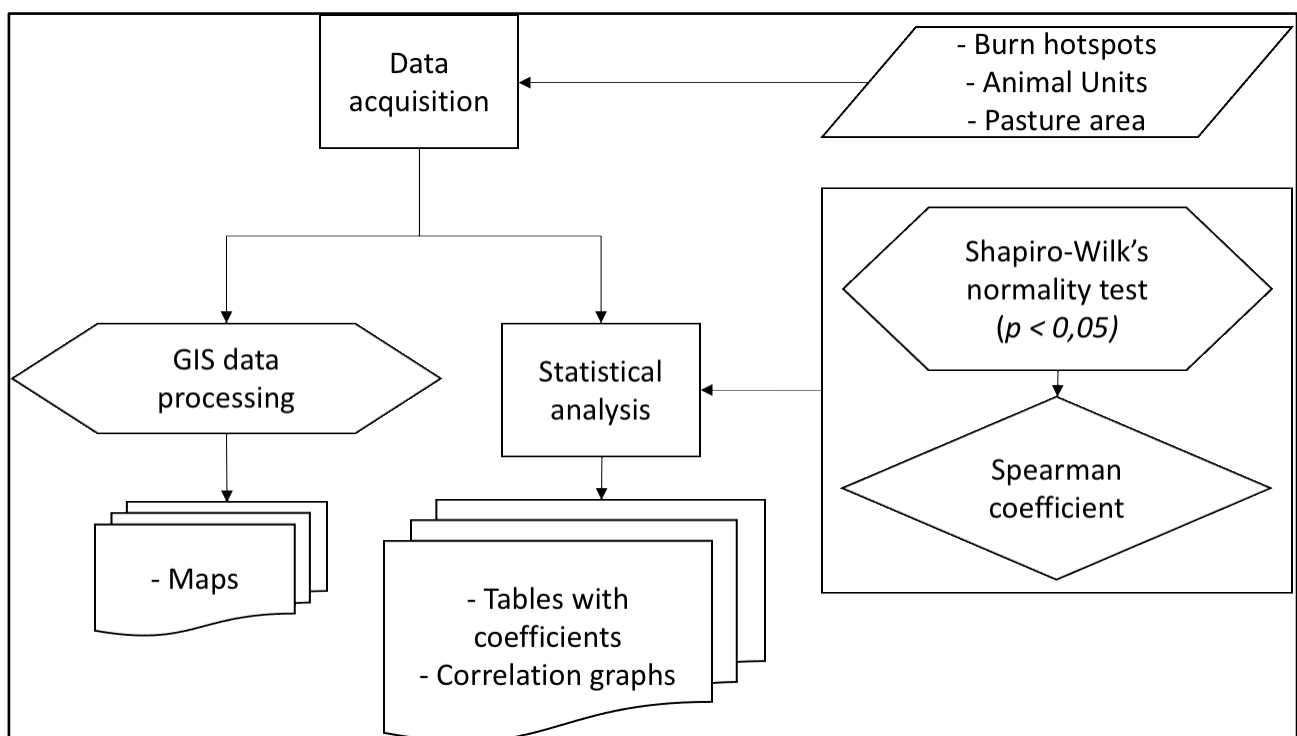 Data
acquisition
- Burn hotspots
- Animal Units
- Pasture area
Shapiro-Wilk’s
normality test
(p < 0,05)
GIS data
processing
Statistical
analysis
Spearman
coefficient
- Maps
- Tables with
coefficients
- Correlation graphs